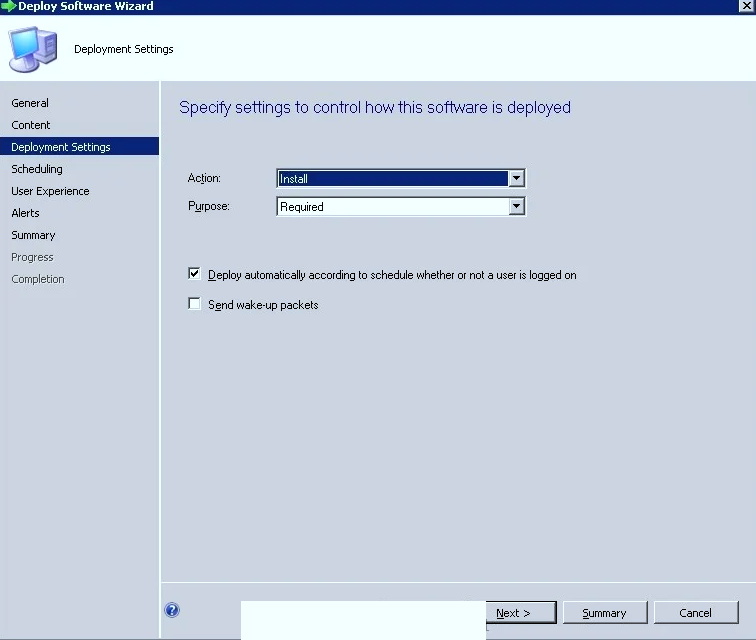 Deploy Software Wizard
Deployment Settings
General
Content
Deployment Settings
Scheduling
User Experience
Alerts
Summary
Progress
Completion
Specify settings to control how this software is deployed
Action: Install
Purpose: Required
Deploy automatically according to schedule whether or not a user is logged on
Send wake-up packets
Next >
Summary
Cancel